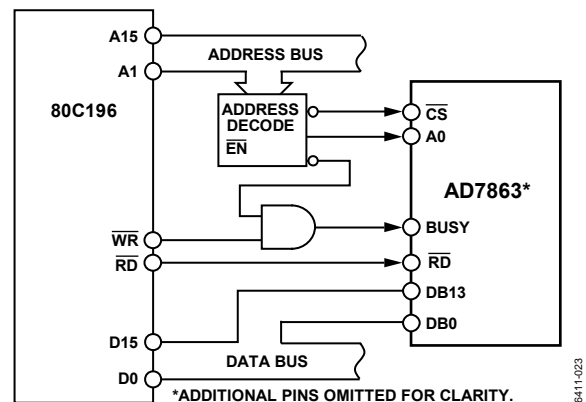 A15
ADDRESS BUS
A1
80C196
ADDRESS
DECODE
EN
CS
A0
AD7863*
BUSY
WR
RD
RD
DB13
DB0
D15
DATA BUS
D0
*ADDITIONAL PINS OMITTED FOR CLARITY.
6411-023